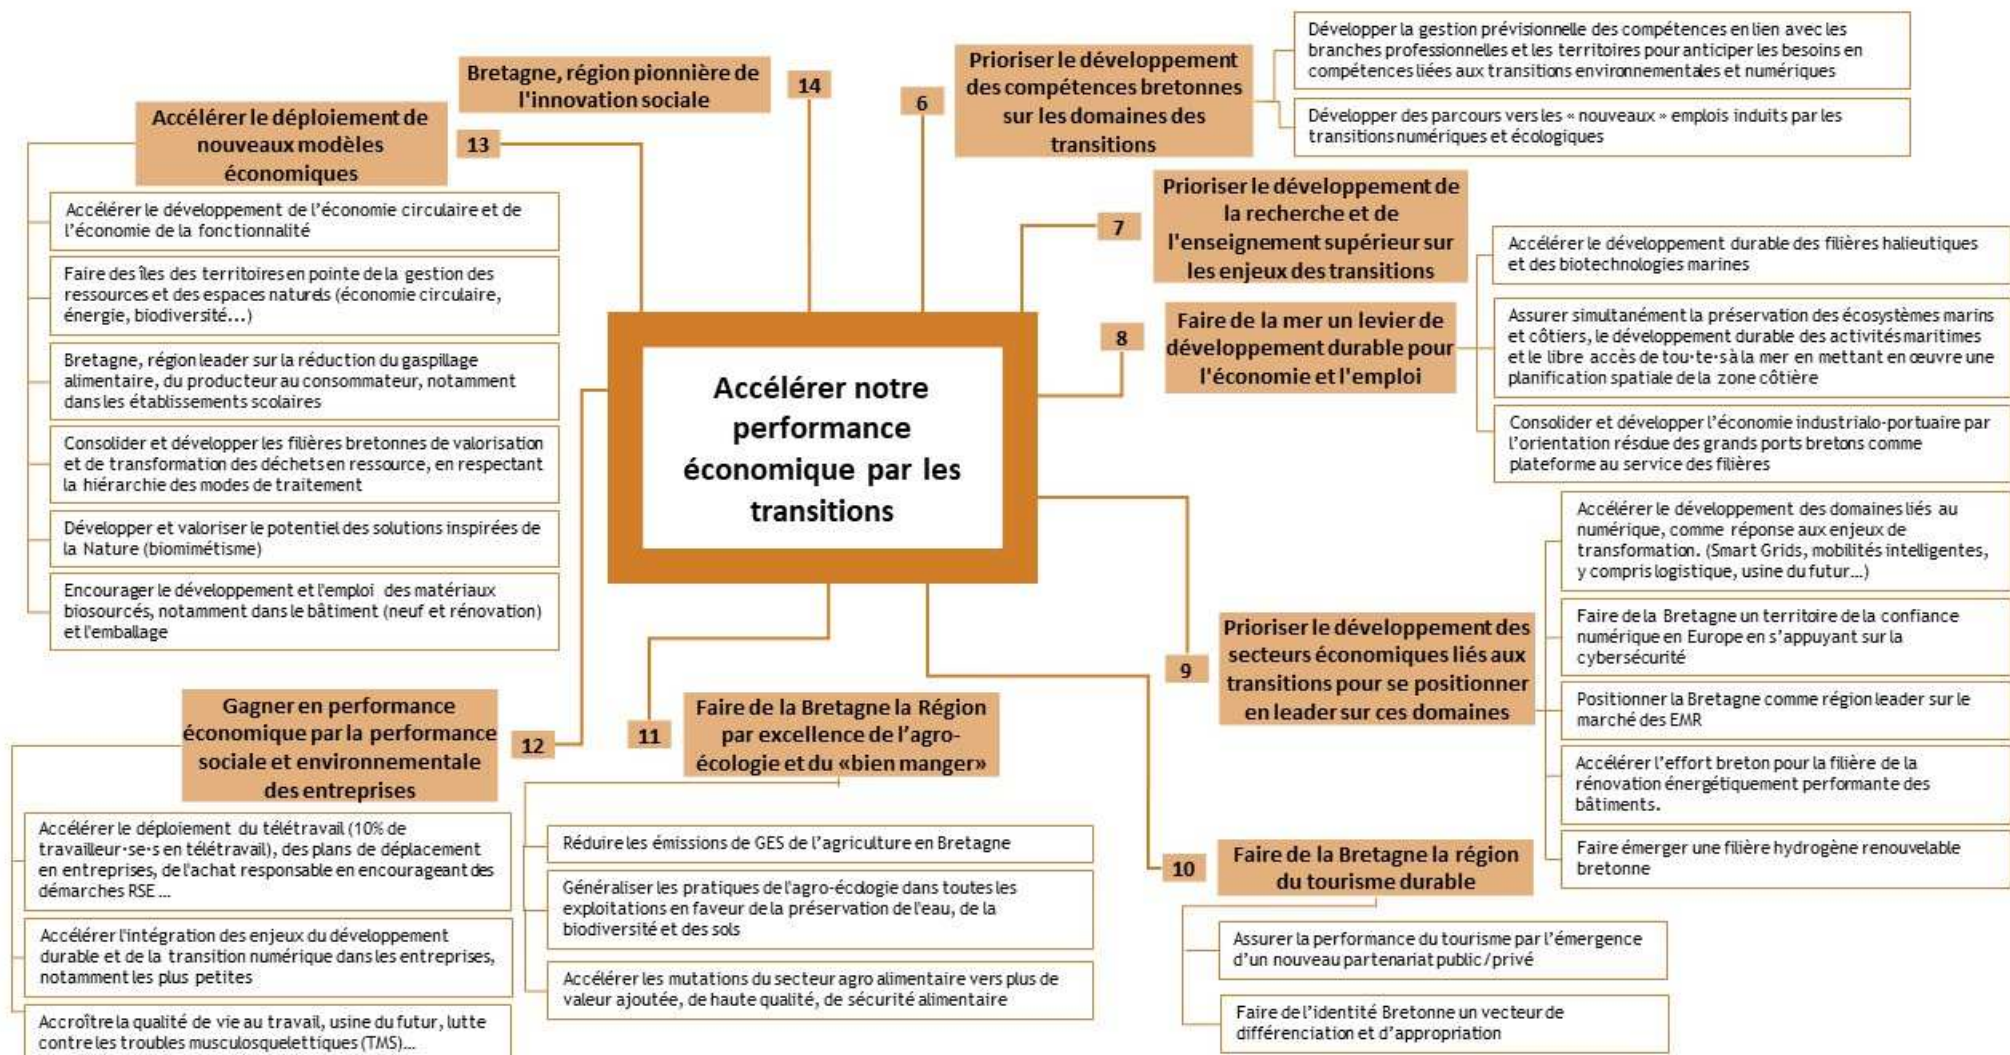 Accélérer notre
performance
économique par les
transitions
6
Prioriser le développement
des compétences bretonnes
sur les domaines des
transitions
Développer la gestion prévisionnelle des compétences en lien avec les
branches professionnelles et les territoires pour anticiper les besoins en
compétences liées aux transitions environnementales et numériques
Développer des parcours vers les « nouveaux » emplois induits par les
transitions numériques et écologiques
7
Prioriser le développement de
la recherche et de
l'enseignement supérieur sur
les enjeux des transitions
8
Faire de la mer un levier de
développement durable pour
l'économie et l'emploi
Accélérer le développement durable des filières halieutiques
et des biotechnologies marines
Assurer simultanément la préservation des écosystèmes marins
et côtiers, le développement durable des activités maritimes
et le libre accès de tou·te·s à la mer en mettant en œuvre une
planification spatiale de la zone côtière
Consolider et développer l’économie industrialo-portuaire par
l’orientation résolue des grands ports bretons comme
plateforme au service des filières
9
Prioriser le développement des
secteurs économiques liés aux
transitions pour se positionner
en leader sur ces domaines
Accélérer le développement des domaines liés au
numérique, comme réponse aux enjeux de
transformation. (Smart Grids, mobilités intelligentes,
y compris logistique, usine du futur…)
Faire de la Bretagne un territoire de la confiance
numérique en Europe en s’appuyant sur la
cybersécurité
Positionner la Bretagne comme région leader sur le
marché des EMR
Accélérer l’effort breton pour la filière de la
rénovation énergétiquement performante des
bâtiments.
Faire émerger une filière hydrogène renouvelable
bretonne
10
Faire de la Bretagne la région
du tourisme durable
Assurer la performance du tourisme par l’émergence
d’un nouveau partenariat public/privé
Faire de l’identité Bretonne un vecteur de
différenciation et d’appropriation
11
Faire de la Bretagne la Région
par excellence de l’agro-
écologie et du «bien manger»
Réduire les émissions de GES de l’agriculture en Bretagne
Généraliser les pratiques de l'agro-écologie dans toutes les
exploitations en faveur de la préservation de l'eau, de la
biodiversité et des sols
Accélérer les mutations du secteur agro alimentaire vers plus de
valeur ajoutée, de haute qualité, de sécurité alimentaire
12
Gagner en performance
économique par la performance
sociale et environnementale
des entreprises
Accélérer le déploiement du télétravail (10% de
travailleur·se·s en télétravail), des plans de déplacement
en entreprises, de l'achat responsable en encourageant des
démarches RSE …
Accélérer l'intégration des enjeux du développement
durable et de la transition numérique dans les entreprises,
notamment les plus petites
Accroître la qualité de vie au travail, usine du futur, lutte
contre les troubles musculosquelettiques (TMS)…
13
Accélérer le déploiement de
nouveaux modèles
économiques
Accélérer le développement de l’économie circulaire et de
l’économie de la fonctionnalité
Faire des îles des territoires en pointe de la gestion des
ressources et des espaces naturels (économie circulaire,
énergie, biodiversité...)
Bretagne, région leader sur la réduction du gaspillage
alimentaire, du producteur au consommateur, notamment
dans les établissements scolaires
Consolider et développer les filières bretonnes de valorisation
et de transformation des déchets en ressource, en respectant
la hiérarchie des modes de traitement
Développer et valoriser le potentiel des solutions inspirées de
la Nature (biomimétisme)
Encourager le développement et l'emploi des matériaux
biosourcés, notamment dans le bâtiment (neuf et rénovation)
et l'emballage
14
Bretagne, région pionnière de
l'innovation sociale